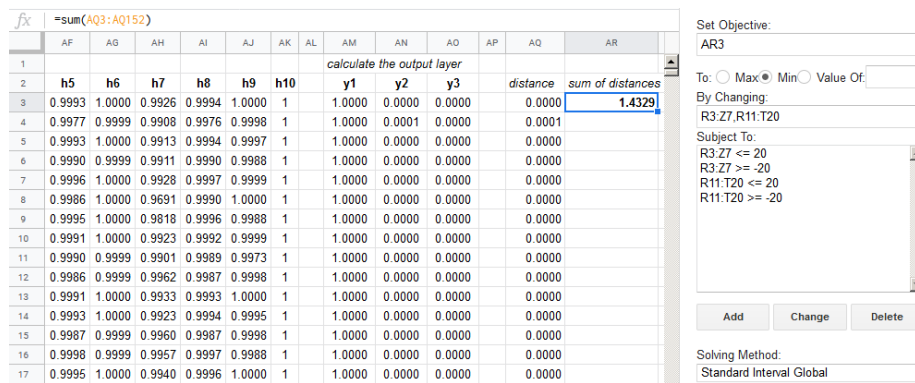 fx =sum(AQ3:AQ152)
AF AG AH AI AJ AK AL AM AN AO AP AQ AR
1 calculate the output layer
2 h5 h6 h7 h8 h9 h10 y1 y2 y3 distance sum of distances
3 0.9993 1.0000 0.9926 0.9994 1.0000 1 1.0000 0.0000 0.0000 0.0000 1.4329
4 0.9977 0.9999 0.9908 0.9976 0.9998 1 1.0000 0.0001 0.0000 0.0001
5 0.9993 1.0000 0.9913 0.9994 0.9997 1 1.0000 0.0000 0.0000 0.0000
6 0.9990 0.9999 0.9911 0.9990 0.9988 1 1.0000 0.0000 0.0000 0.0000
7 0.9996 1.0000 0.9928 0.9997 0.9999 1 1.0000 0.0000 0.0000 0.0000
8 0.9986 1.0000 0.9691 0.9990 1.0000 1 1.0000 0.0000 0.0000 0.0000
9 0.9995 1.0000 0.9818 0.9996 0.9988 1 1.0000 0.0000 0.0000 0.0000
10 0.9991 1.0000 0.9923 0.9992 0.9999 1 1.0000 0.0000 0.0000 0.0000
11 0.9990 0.9999 0.9901 0.9989 0.9973 1 1.0000 0.0000 0.0000 0.0000
12 0.9986 0.9999 0.9962 0.9987 0.9998 1 1.0000 0.0000 0.0000 0.0000
13 0.9991 1.0000 0.9933 0.9993 1.0000 1 1.0000 0.0000 0.0000 0.0000
14 0.9993 1.0000 0.9923 0.9994 0.9995 1 1.0000 0.0000 0.0000 0.0000
15 0.9987 0.9999 0.9960 0.9987 0.9998 1 1.0000 0.0000 0.0000 0.0000
16 0.9998 0.9999 0.9957 0.9997 0.9988 1 1.0000 0.0000 0.0000 0.0000
17 0.9995 1.0000 0.9940 0.9996 1.0000 1 1.0000 0.0000 0.0000 0.0000
Set Objective:
AR3
To: Max Min Value Of:
By Changing:
R3:Z7,R11:T20
Subject To:
R3:Z7 <= 20
R3:Z7 >= -20
R11:T20 <= 20
R11:T20 >= -20
Add Change Delete
Solving Method:
Standard Interval Global